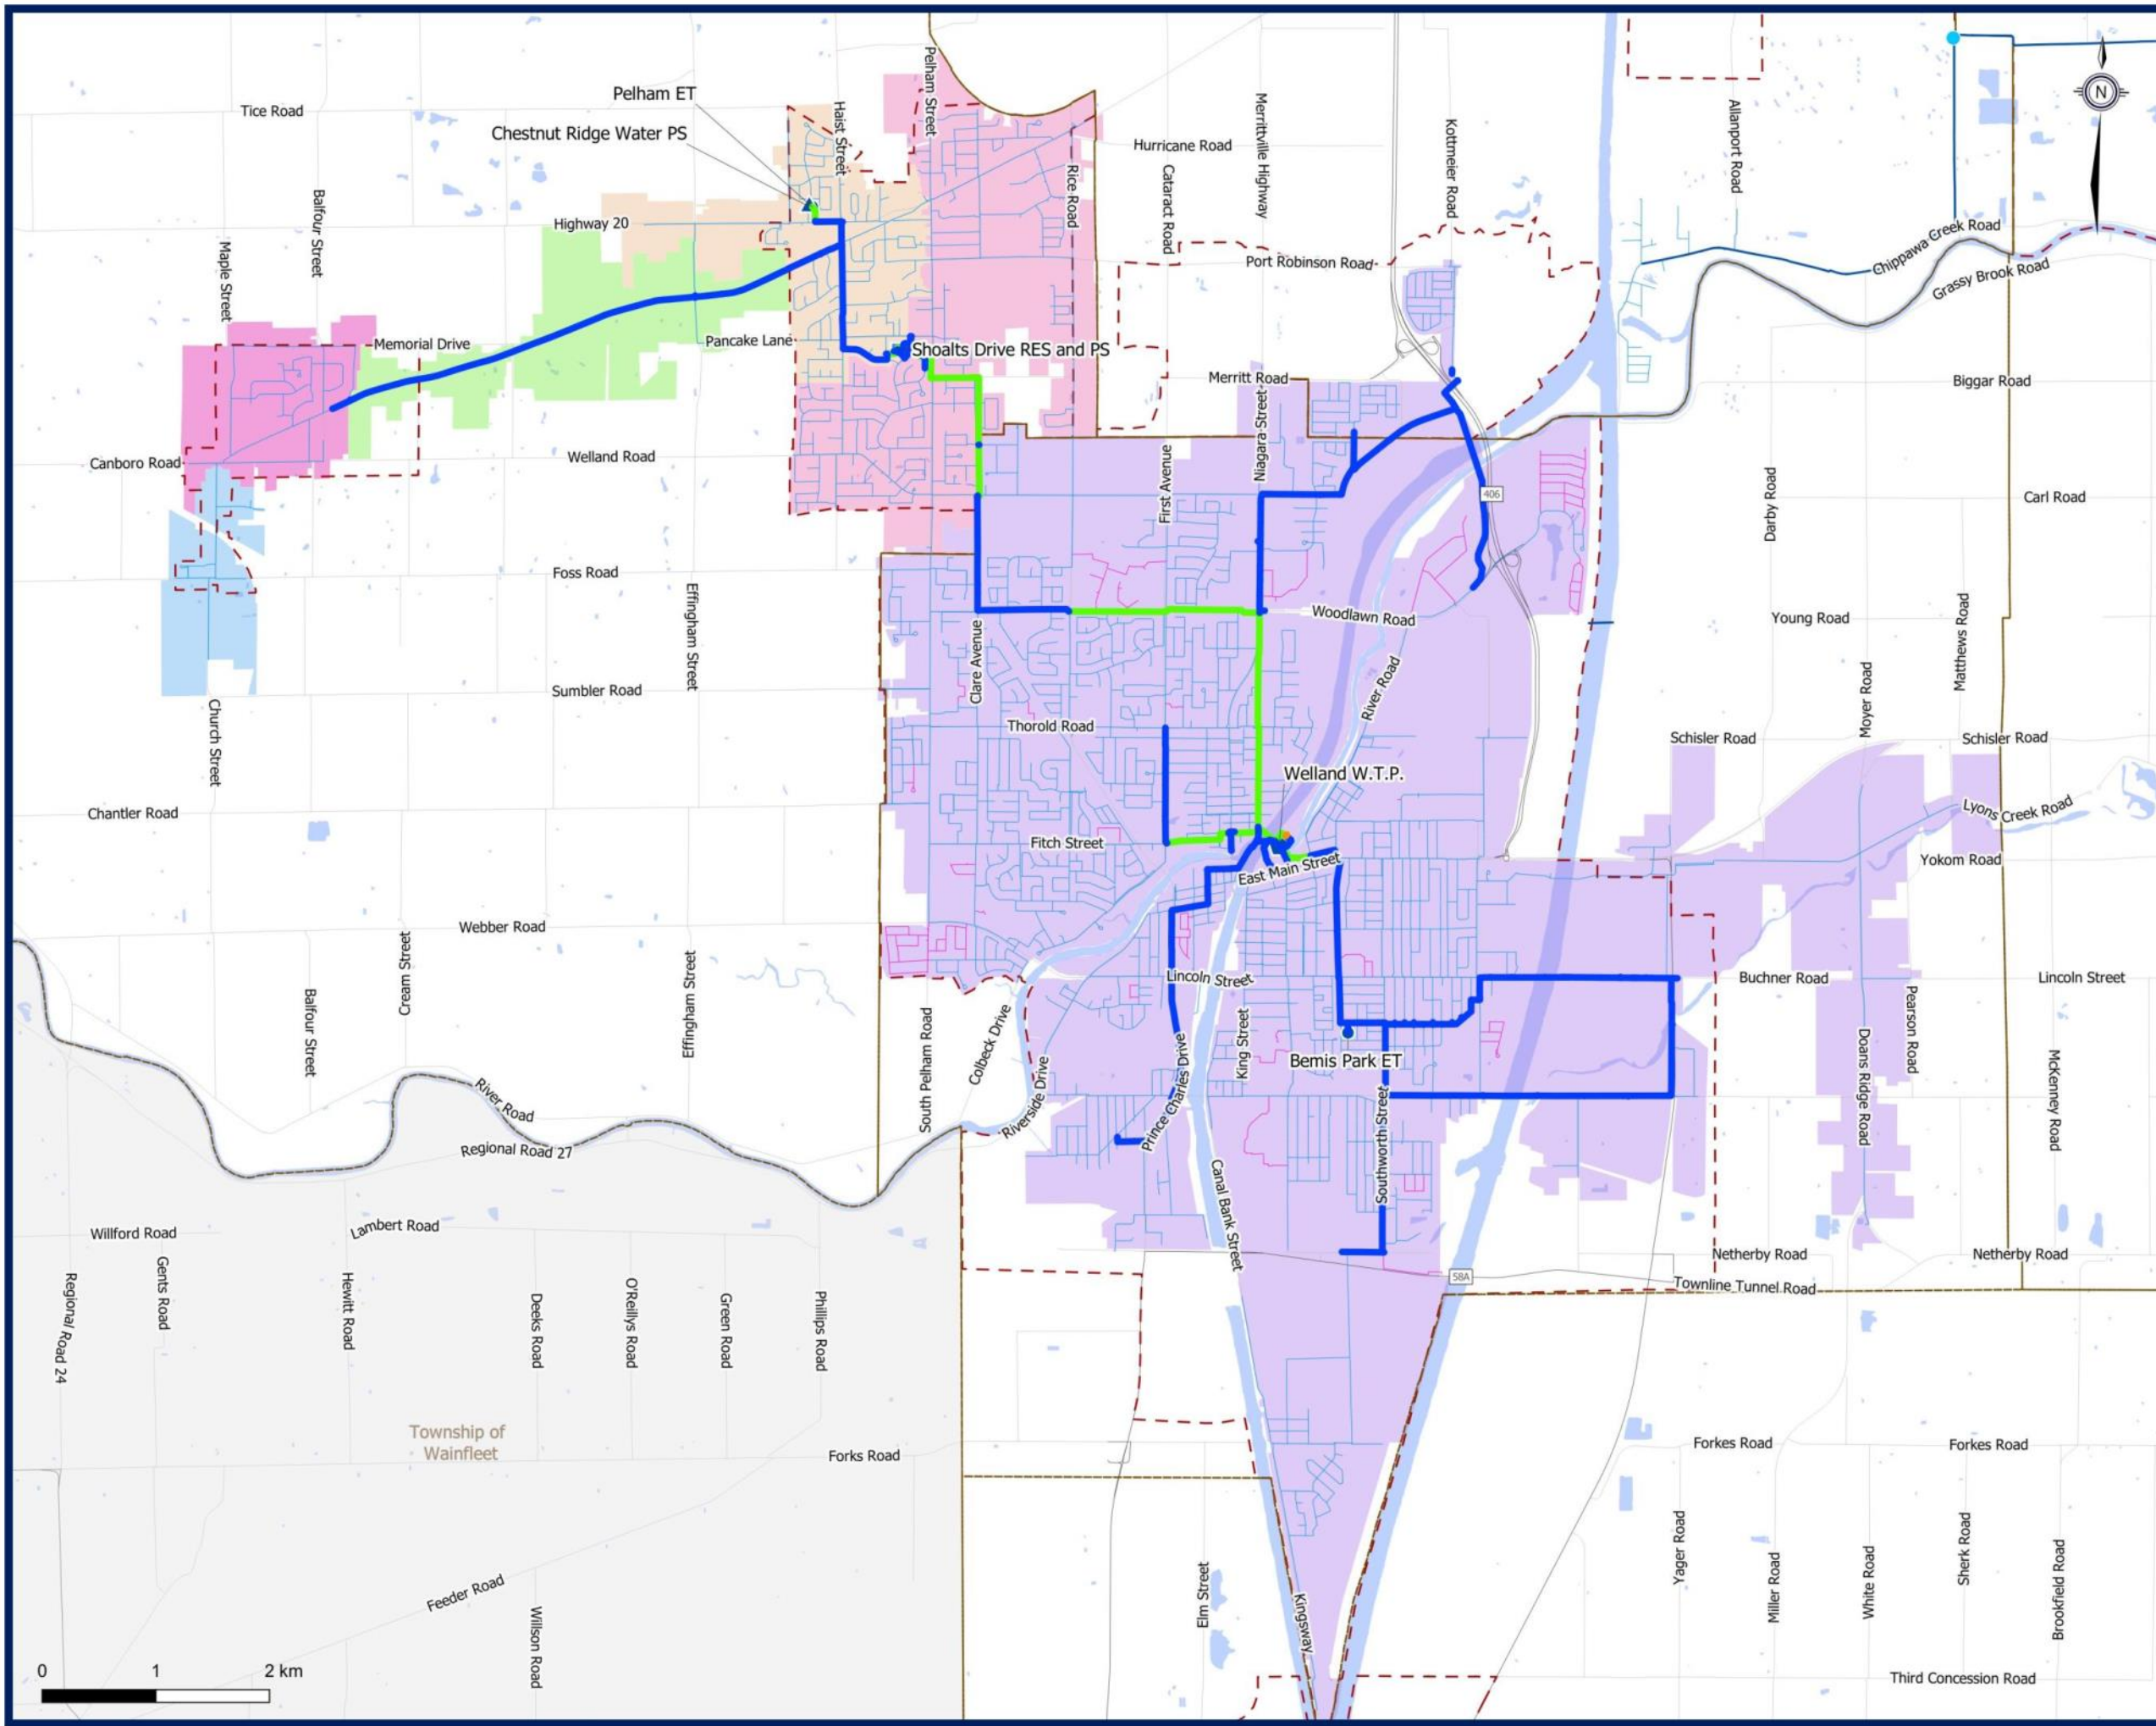 Pelham ET
Chestnut Ridge Water PS
Tice Road
Haist Street
Pelham Street
Rice Road
Hurricane Road
Cataract Road
Merrittville Highway
Kottmeier Road
Allanport Road
N
Highway 20
Balfour Street
Maple Street
Port Robinson Road
Chippawa Creek Road
Grassy Brook Road
Memorial Drive
Pancake Lane
Shoalts Drive RES and PS
Merritt Road
Biggar Road
Niagara Street
Canboro Road
Welland Road
First Avenue
406
Darby Road
Carl Road
Foss Road
Effingham Street
Clare Avenue
Woodlawn Road
Young Road
Matthews Road
Sumbler Road
Church Street
River Road
Thorold Road
Moyer Road
Schisler Road
Schisler Road
Welland W.T.P.
Chantler Road
Fitch Street
East Main Street
Lyons Creek Road
Yokom Road
Webber Road
Cream Street
Effingham Street
Balfour Street
Lincoln Street
Buchner Road
Lincoln Street
South Pelham Road
Colbeck Drive
Riverside Drive
Prince Charles Drive
King Street
Bemis Park ET
Southworth Street
Doans Ridge Road
Pearson Road
McKenney Road
River Road
Regional Road 27
Canal Bank Street
Willford Road
Lambert Road
Netherby Road
Netherby Road
58A
Townline Tunnel Road
Regional Road 24
Gents Road
Hewitt Road
Deeks Road
O'Reillys Road
Green Road
Phillips Road
Township of
Wainfleet
Forks Road
Forkes Road
Forkes Road
Feeder Road
Willson Road
Elm Street
Kingsway
Yager Road
Miller Road
White Road
Sherk Road
Brookfield Road
Third Concession Road
0 1 2 km